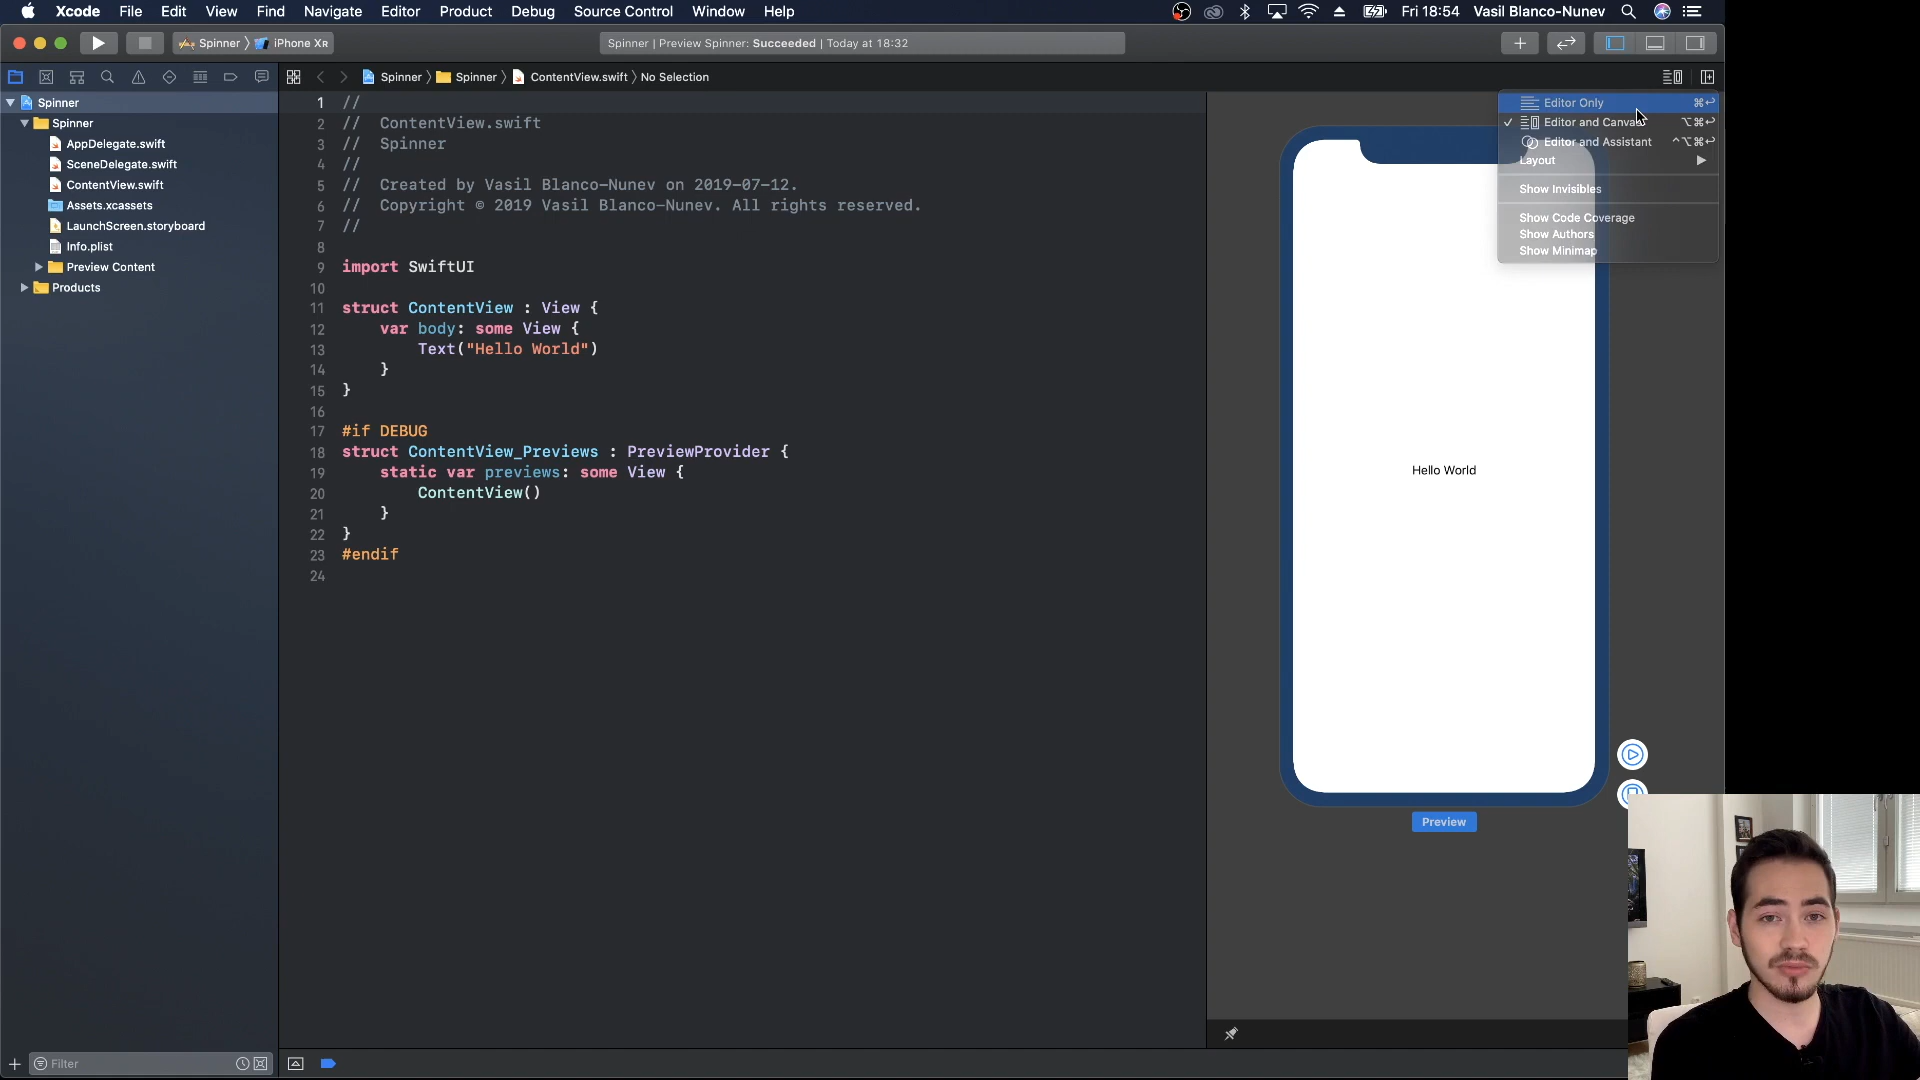 Xcode File Edit View Find Navigate Editor Product Debug Source Control Window Help
Fri 18:54 Vasil Blanco-Nunev
Spinner 〉 iPhone XR
Spinner | Preview Spinner: Succeeded | Today at 18:32
Spinner 〉 Spinner 〉 ContentView.swift 〉 No Selection
Spinner
Spinner
AppDelegate.swift
SceneDelegate.swift
ContentView.swift
Assets.xcassets
LaunchScreen.storyboard
Info.plist
Preview Content
Products
Filter
1 //
2 // ContentView.swift
3 // Spinner
4 //
5 // Created by Vasil Blanco-Nunev on 2019-07-12.
6 // Copyright © 2019 Vasil Blanco-Nunev. All rights reserved.
7 //
8
9 import SwiftUI
10
11 struct ContentView : View {
12 var body: some View {
13 Text("Hello World")
14 }
15 }
16
17 #if DEBUG
18 struct ContentView_Previews : PreviewProvider {
19 static var previews: some View {
20 ContentView()
21 }
22 }
23 #endif
24
Editor Only ⌘↩
✓ Editor and Canvas ⌥⌘↩
Editor and Assistant ⌃⌥⌘↩
Layout
Show Invisibles
Show Code Coverage
Show Authors
Show Minimap
Hello World
Preview